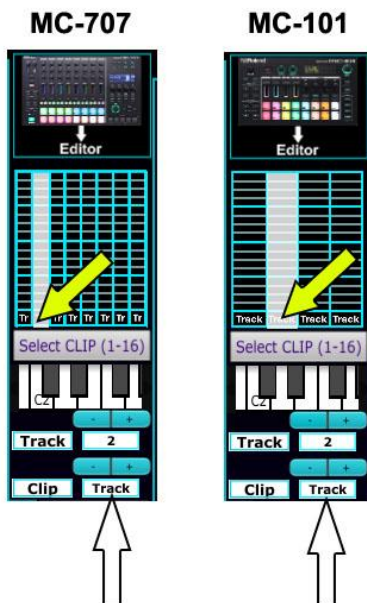 MC-707
MC-101
Editor
Editor
Tr Tr Tr Tr Tr Tr Tr
Track Track Track Track
Select CLIP (1-16)
Select CLIP (1-16)
C2
C2
- +
- +
Track 2
Track 2
- +
- +
Clip Track
Clip Track